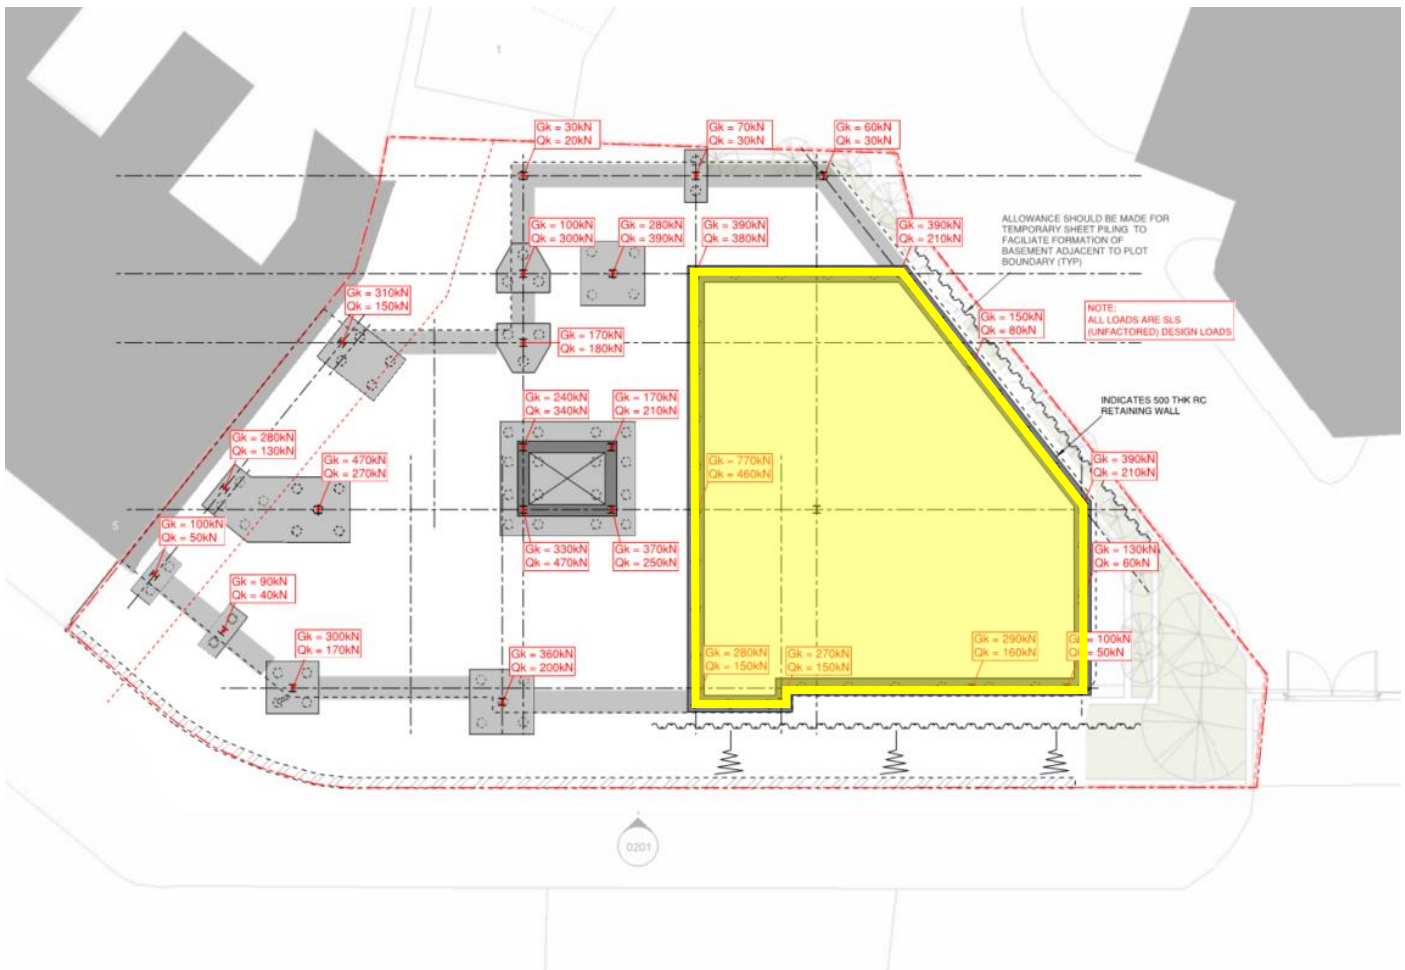 1
Gk = 30kN
Qk = 20kN
Gk = 70kN
Qk = 30kN
Gk = 60kN
Qk = 30kN
Gk = 100kN
Qk = 300kN
Gk = 280kN
Qk = 390kN
Gk = 390kN
Qk = 380kN
Gk = 390kN
Qk = 210kN
ALLOWANCE SHOULD BE MADE FOR
TEMPORARY SHEET PILING TO
FACILIATE FORMATION OF
BASEMENT ADJACENT TO PLOT
BOUNDARY (TYP)
Gk = 310kN
Qk = 150kN
Gk = 150kN
Qk = 80kN
NOTE;
ALL LOADS ARE SLS
(UNFACTORED) DESIGN LOADS
Gk = 170kN
Qk = 180kN
Gk = 240kN
Qk = 340kN
Gk = 170kN
Qk = 210kN
INDICATES 500 THK RC
RETAINING WALL
Gk = 280kN
Qk = 130kN
Gk = 470kN
Qk = 270kN
Gk = 770kN
Qk = 460kN
Gk = 390kN
Qk = 210kN
5
Gk = 100kN
Qk = 50kN
Gk = 330kN
Qk = 470kN
Gk = 370kN
Qk = 250kN
Gk = 130kN
Qk = 60kN
Gk = 90kN
Qk = 40kN
Gk = 300kN
Qk = 170kN
Gk = 360kN
Qk = 200kN
Gk = 280kN
Qk = 150kN
Gk = 270kN
Qk = 150kN
Gk = 290kN
Qk = 160kN
Gk = 100kN
Qk = 50kN
0201